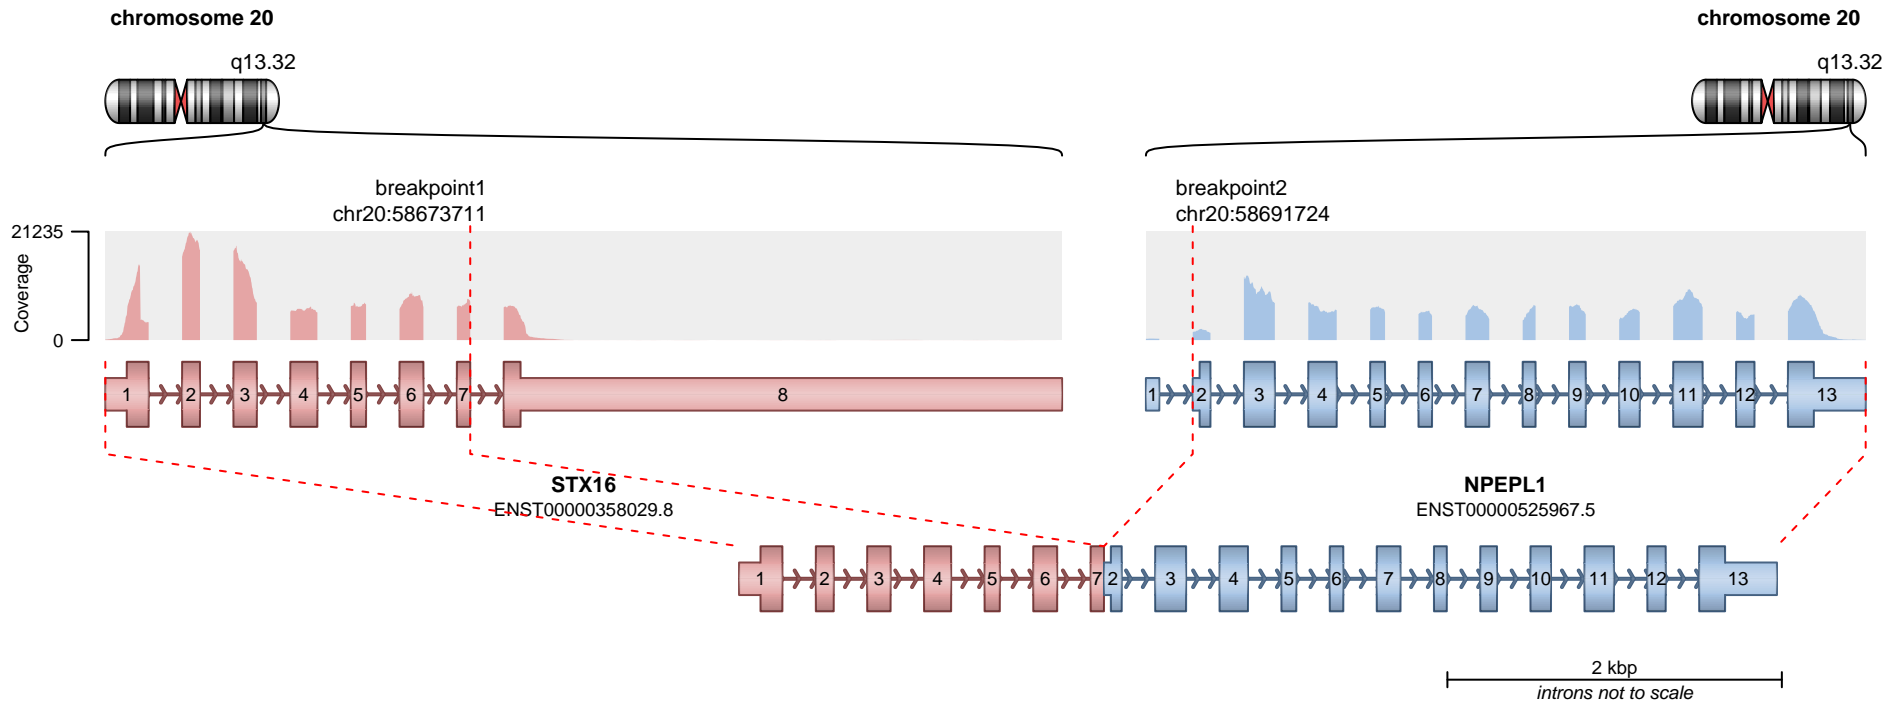 chromosome 20
chromosome 20
q13.32
q13.32
breakpoint1
chr20:58673711
breakpoint2
chr20:58691724
21235
Coverage
0
1 2 3 4 5 6 7 8
1 2 3 4 5 6 7 8 9 10 11 12 13
STX16
ENST00000358029.8
NPEPL1
ENST00000525967.5
1 2 3 4 5 6 7 2 3 4 5 6 7 8 9 10 11 12 13
2 kbp
introns not to scale